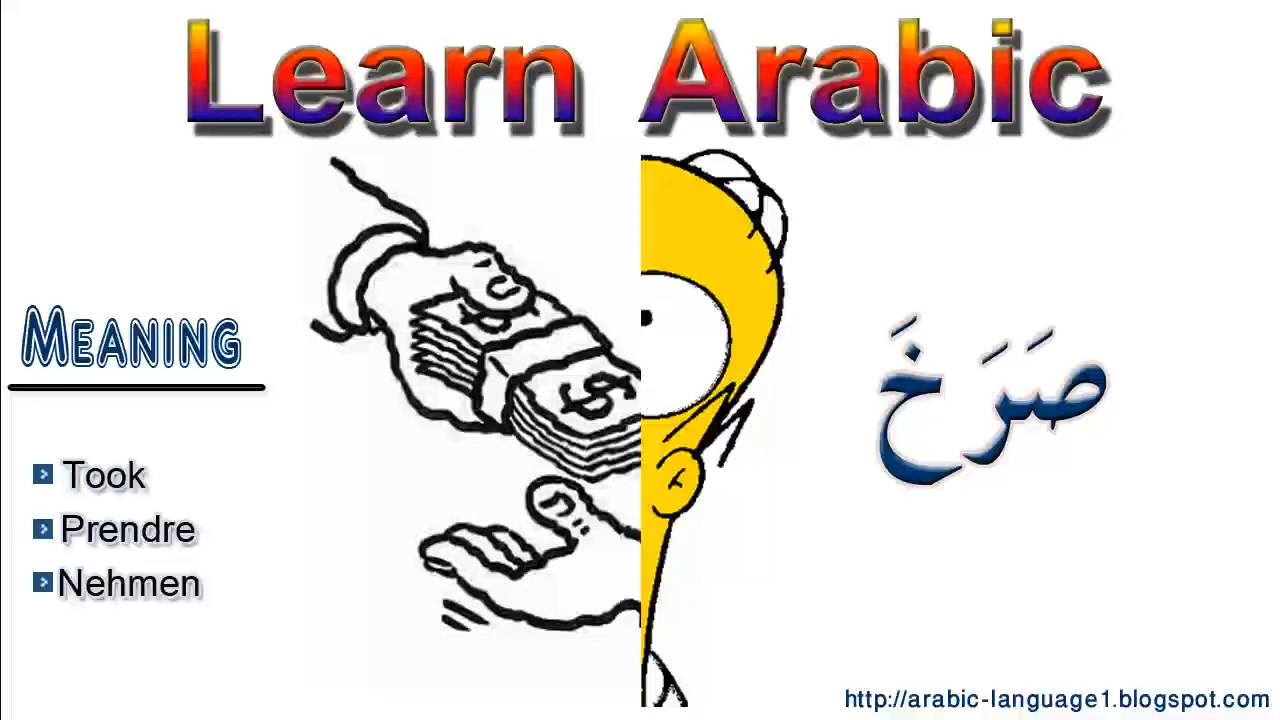 Learn Arabic
MEANING
Took
Prendre
Nehmen
صَرَخَ
http://arabic-language1.blogspot.com